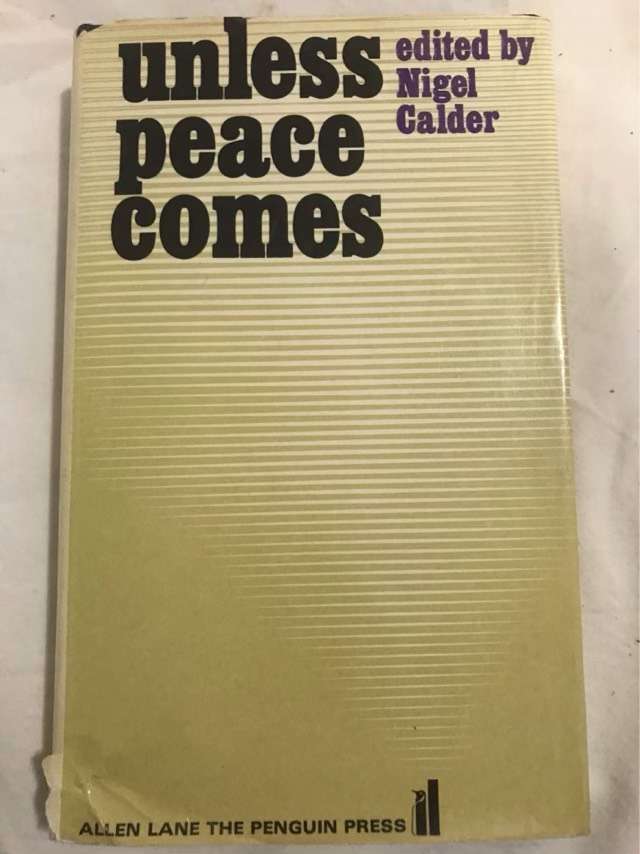 unless
peace
comes
edited by
Nigel
Calder
ALLEN LANE THE PENGUIN PRESS